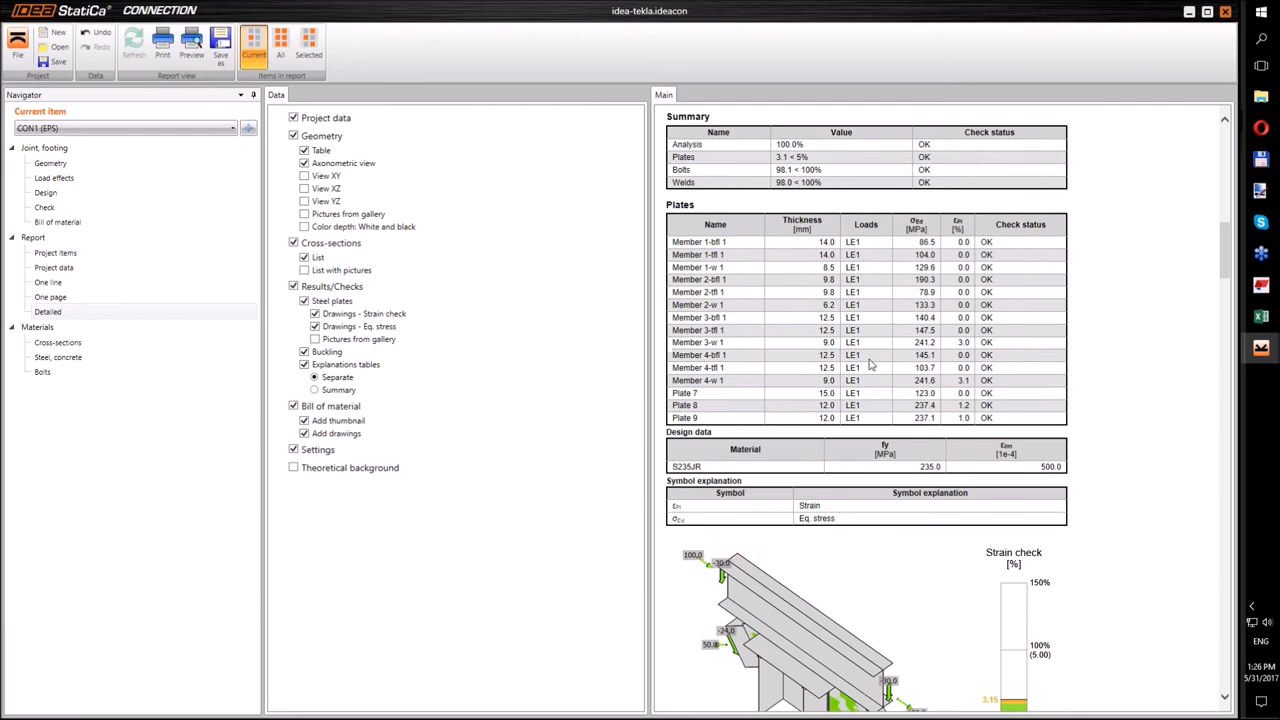 IDEA StatiCa® CONNECTION
idea-tekla.ideacon
File
New
Open
Save
Undo
Redo
Refresh
Print
Preview
Save as
Current
All
Selected
Project
Data
Report view
Items in report
Navigator
Current item
CON1 (EPS)
Joint, footing
Geometry
Load effects
Design
Check
Bill of material
Report
Project items
Project data
One line
One page
Detailed
Materials
Cross-sections
Steel, concrete
Bolts
Data
Project data
Geometry
Table
Axonometric view
View XY
View XZ
View YZ
Pictures from gallery
Color depth: White and black
Cross-sections
List
List with pictures
Results/Checks
Steel plates
Drawings - Strain check
Drawings - Eq. stress
Pictures from gallery
Buckling
Explanations tables
Separate
Summary
Bill of material
Add thumbnail
Add drawings
Settings
Theoretical background
Main
Summary
Name Value Check status
Analysis 100.0% OK
Plates 3.1 < 5% OK
Bolts 98.1 < 100% OK
Welds 98.0 < 100% OK
Plates
Name Thickness [mm] Loads σEd [MPa] εPl [%] Check status
Member 1-bfl 1 14.0 LE1 86.5 0.0 OK
Member 1-tfl 1 14.0 LE1 104.0 0.0 OK
Member 1-w 1 8.5 LE1 129.6 0.0 OK
Member 2-bfl 1 9.8 LE1 190.3 0.0 OK
Member 2-tfl 1 9.8 LE1 78.9 0.0 OK
Member 2-w 1 6.2 LE1 133.3 0.0 OK
Member 3-bfl 1 12.5 LE1 140.4 0.0 OK
Member 3-tfl 1 12.5 LE1 147.5 0.0 OK
Member 3-w 1 9.0 LE1 241.2 3.0 OK
Member 4-bfl 1 12.5 LE1 145.1 0.0 OK
Member 4-tfl 1 12.5 LE1 103.7 0.0 OK
Member 4-w 1 9.0 LE1 241.6 3.1 OK
Plate 7 15.0 LE1 123.0 0.0 OK
Plate 8 12.0 LE1 237.4 1.2 OK
Plate 9 12.0 LE1 237.1 1.0 OK
Design data
Material fy [MPa] εlim [1e-4]
S235JR 235.0 500.0
Symbol explanation
Symbol Symbol explanation
εPl Strain
σEd Eq. stress
100.0
-30.0
50.0
-30.0
Strain check
[%]
150%
100%
(5.00)
3.15
ENG
1:26 PM
5/31/2017